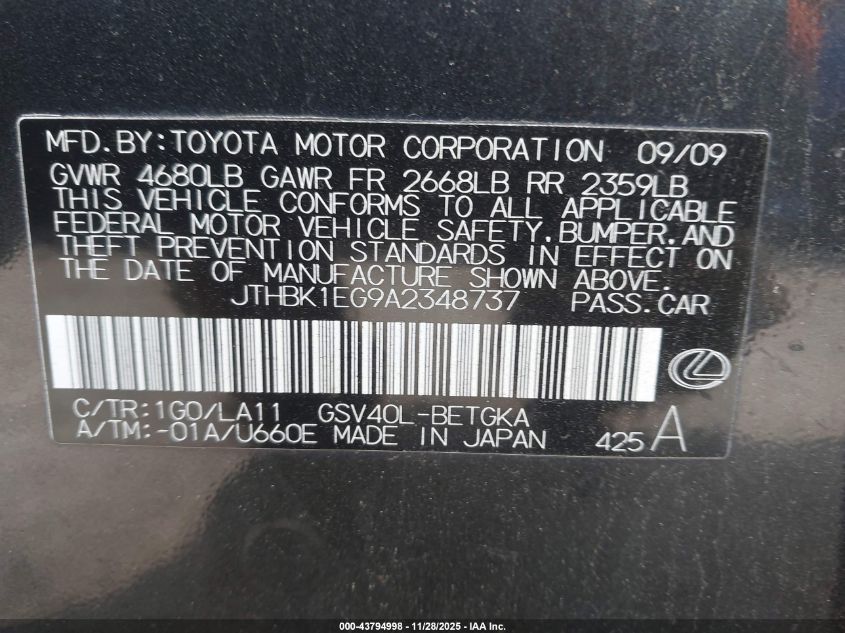 MFD.BY:TOYOTA MOTOR CORPORATION 09/09
GVWR 4680LB GAWR FR 2668LB RR 2359LB
THIS VEHICLE CONFORMS TO ALL APPLICABLE
FEDERAL MOTOR VEHICLE SAFETY,BUMPER,AND
THEFT PREVENTION STANDARDS IN EFFECT ON
THE DATE OF MANUFACTURE SHOWN ABOVE.
JTHBK1EG9A2348737 PASS.CAR
C/TR:1G0/LA11 GSV40L-BETGKA
A/TM:-01A/U660E MADE IN JAPAN 425 A
000-43794998 - 11/28/2025 - IAA Inc.